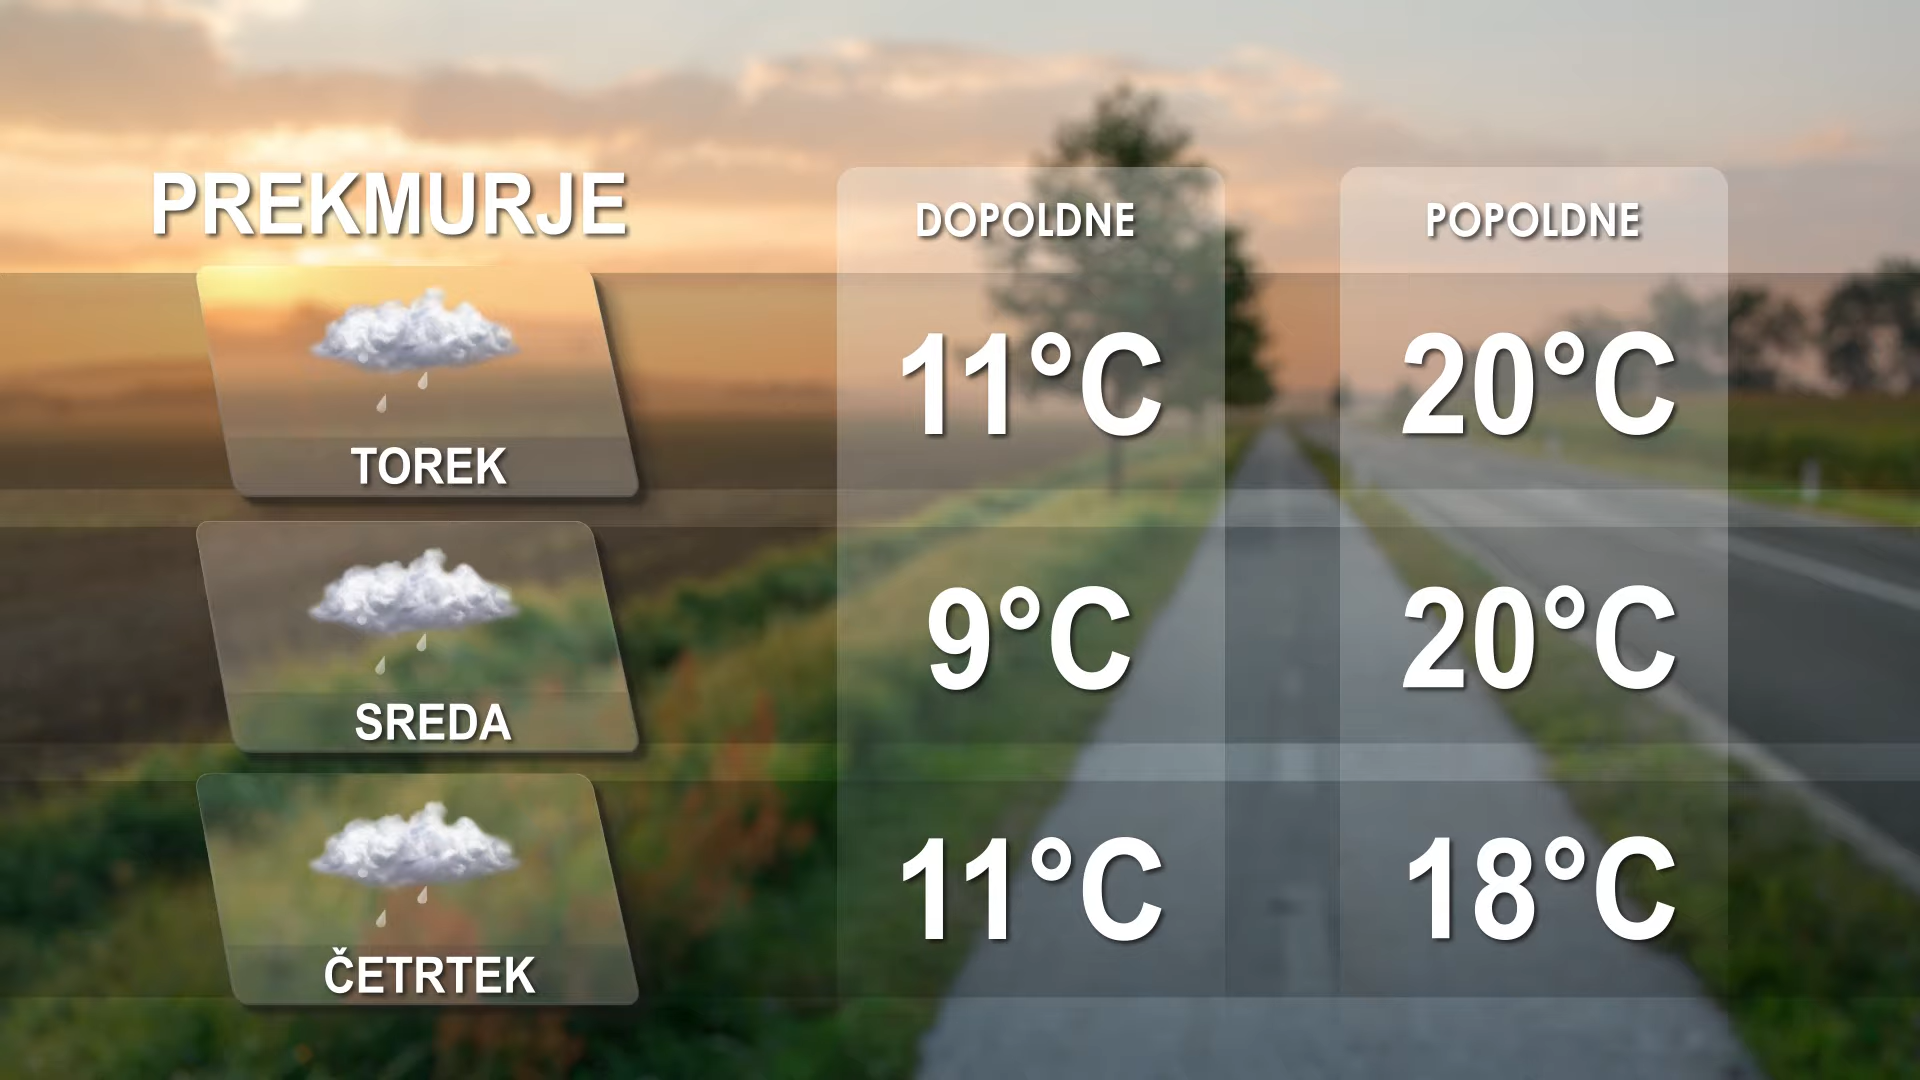 PREKMURJE
DOPOLDNE
POPOLDNE
TOREK
11°C
20°C
SREDA
9°C
20°C
ČETRTEK
11°C
18°C